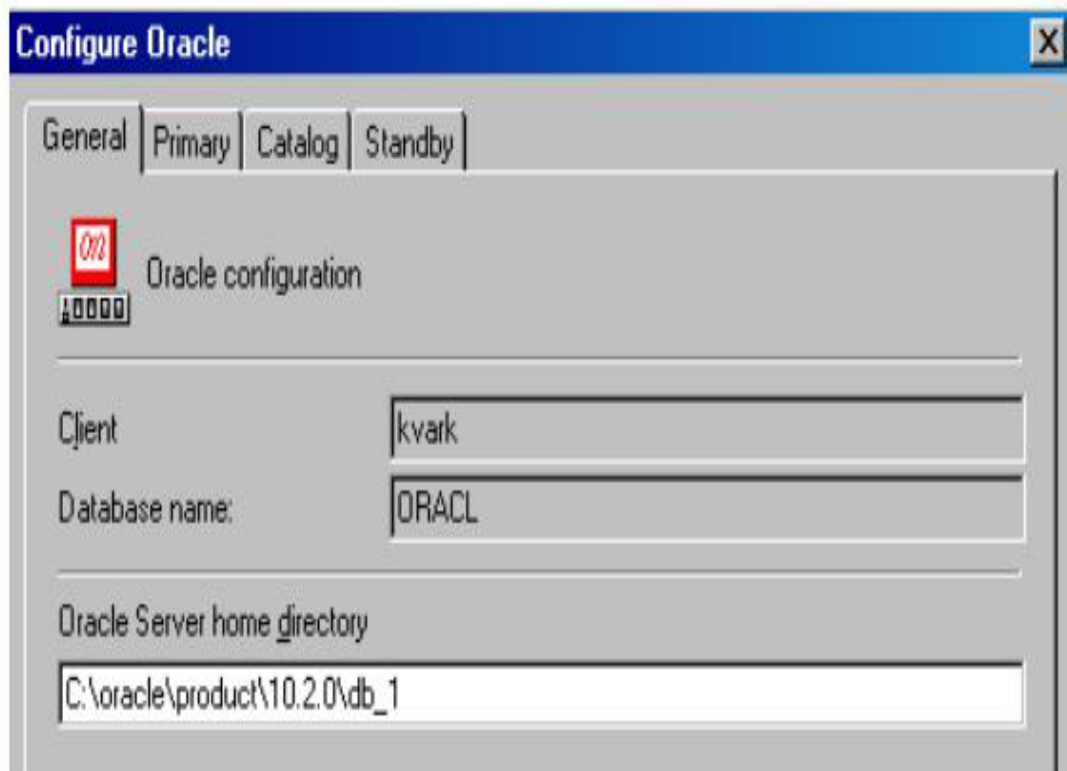 Configure Oracle
General Primary Catalog Standby
Oracle configuration
Client kvark
Database name: ORACL
Oracle Server home directory
C:\oracle\product\10.2.0\db_1